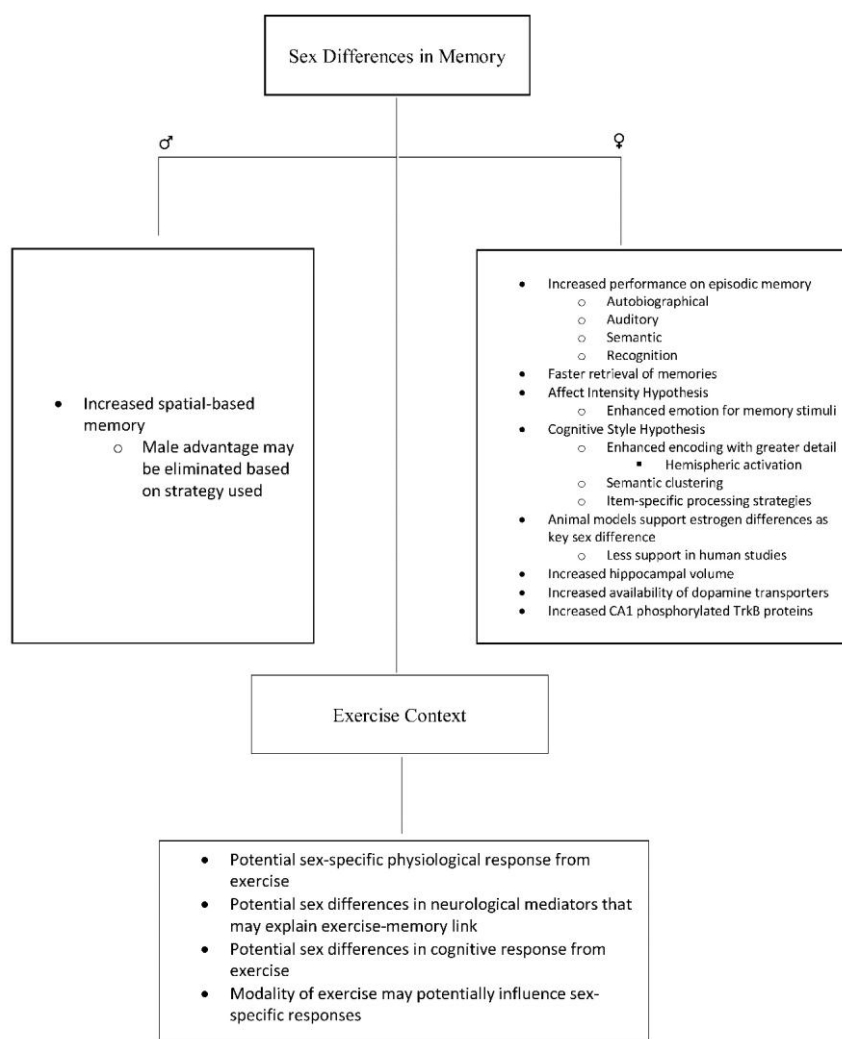 Sex Differences in Memory
♂
♀
• Increased spatial-based
memory
o Male advantage may
be eliminated based
on strategy used
• Increased performance on episodic memory
o Autobiographical
o Auditory
o Semantic
o Recognition
• Faster retrieval of memories
• Affect Intensity Hypothesis
o Enhanced emotion for memory stimuli
• Cognitive Style Hypothesis
o Enhanced encoding with greater detail
▪ Hemispheric activation
o Semantic clustering
o Item-specific processing strategies
• Animal models support estrogen differences as
key sex difference
o Less support in human studies
• Increased hippocampal volume
• Increased availability of dopamine transporters
• Increased CA1 phosphorylated TrkB proteins
Exercise Context
• Potential sex-specific physiological response from
exercise
• Potential sex differences in neurological mediators that
may explain exercise-memory link
• Potential sex differences in cognitive response from
exercise
• Modality of exercise may potentially influence sex-
specific responses